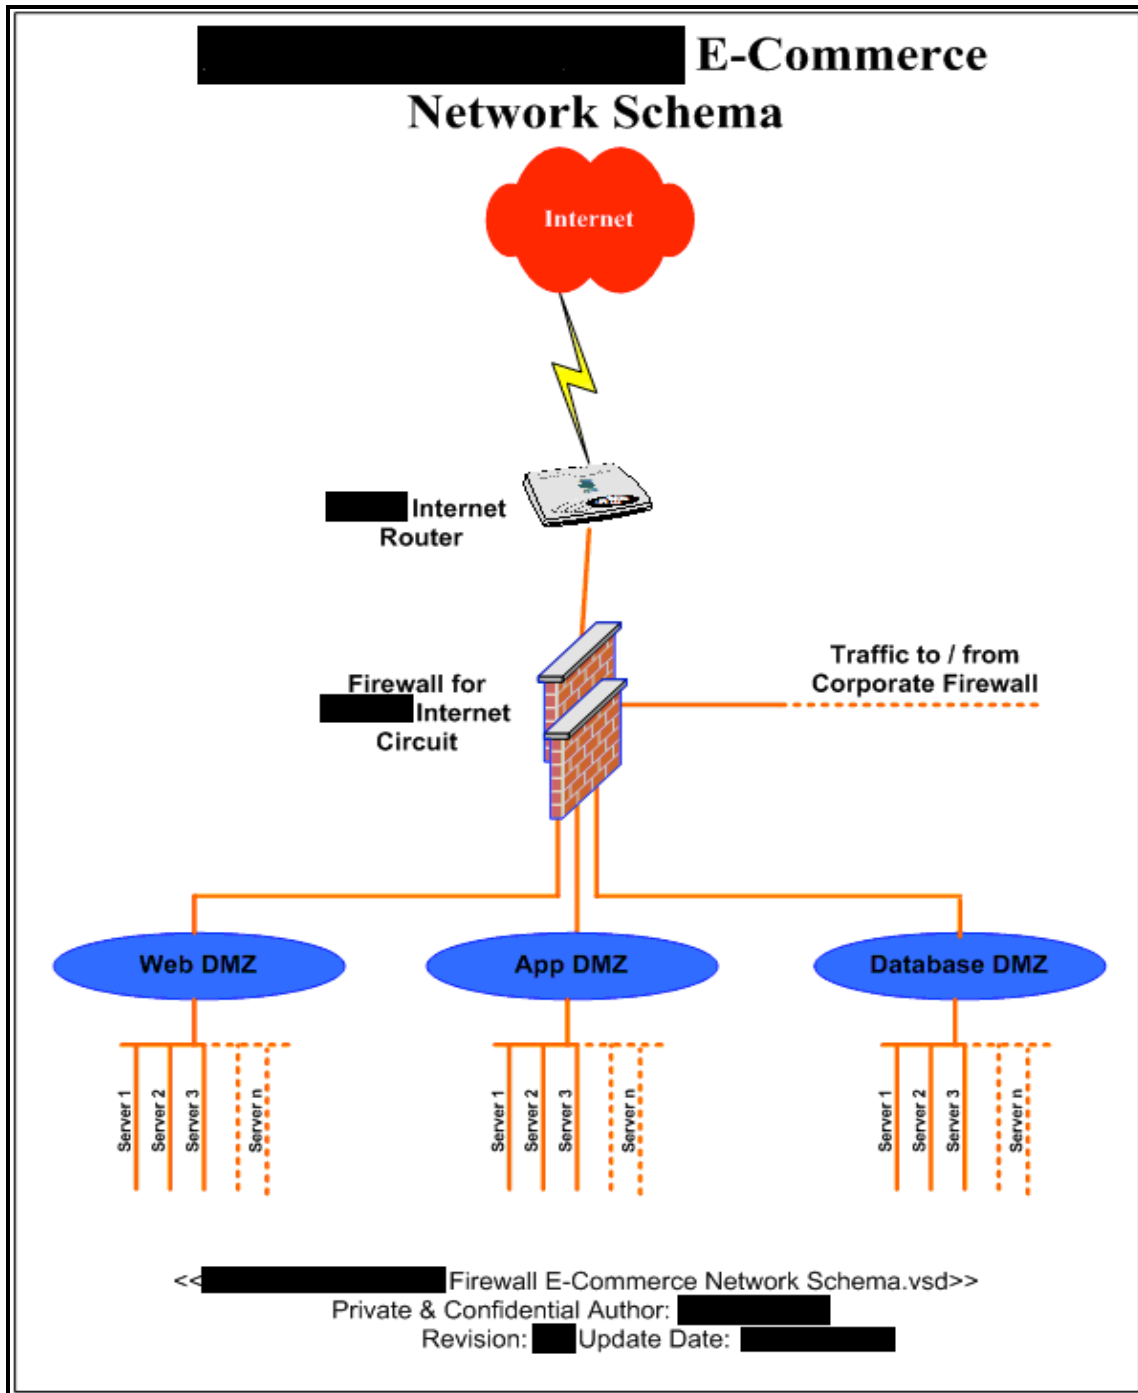 E-Commerce
Network Schema
Internet
Internet
Router
Firewall for
Internet
Circuit
Traffic to / from
Corporate Firewall
Web DMZ
App DMZ
Database DMZ
Server 1
Server 2
Server 3
Server n
Server 1
Server 2
Server 3
Server n
Server 1
Server 2
Server 3
Server n
<< Firewall E-Commerce Network Schema.vsd>>
Private & Confidential Author:
Revision: Update Date: